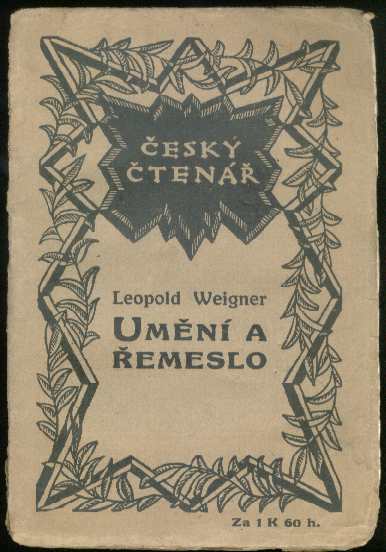 ČESKÝ
ČTENÁŘ
Leopold Weigner
UMĚNÍ A
ŘEMESLO
Za 1 K 60 h.